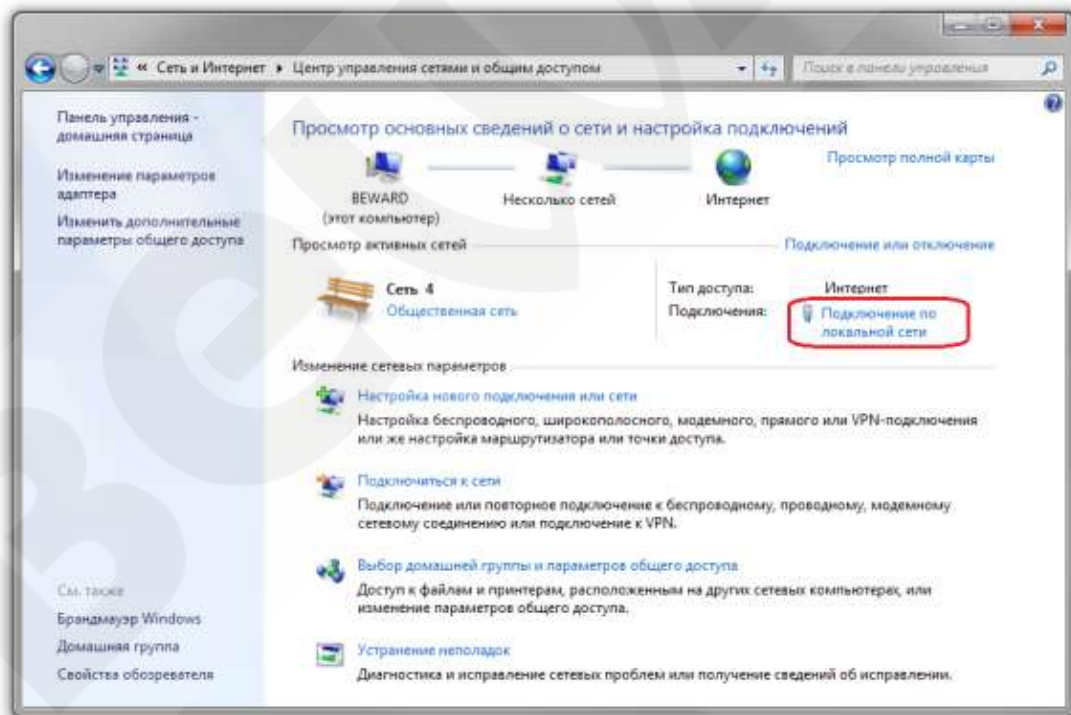 « Сеть и Интернет ▸ Центр управления сетями и общим доступом
Поиск в панели управления
Панель управления -
домашняя страница
Изменение параметров
адаптера
Изменить дополнительные
параметры общего доступа
См. также
Брандмауэр Windows
Домашняя группа
Свойства обозревателя
Просмотр основных сведений о сети и настройка подключений
Просмотр полной карты
BEWARD
(этот компьютер)
Несколько сетей
Интернет
Просмотр активных сетей
Подключение или отключение
Сеть 4
Общественная сеть
Тип доступа: Интернет
Подключения: Подключение по
локальной сети
Изменение сетевых параметров
Настройка нового подключения или сети
Настройка беспроводного, широкополосного, модемного, прямого или VPN-подключения
или же настройка маршрутизатора или точки доступа.
Подключиться к сети
Подключение или повторное подключение к беспроводному, проводному, модемному
сетевому соединению или подключение к VPN.
Выбор домашней группы и параметров общего доступа
Доступ к файлам и принтерам, расположенным на других сетевых компьютерах, или
изменение параметров общего доступа.
Устранение неполадок
Диагностика и исправление сетевых проблем или получение сведений об исправлении.